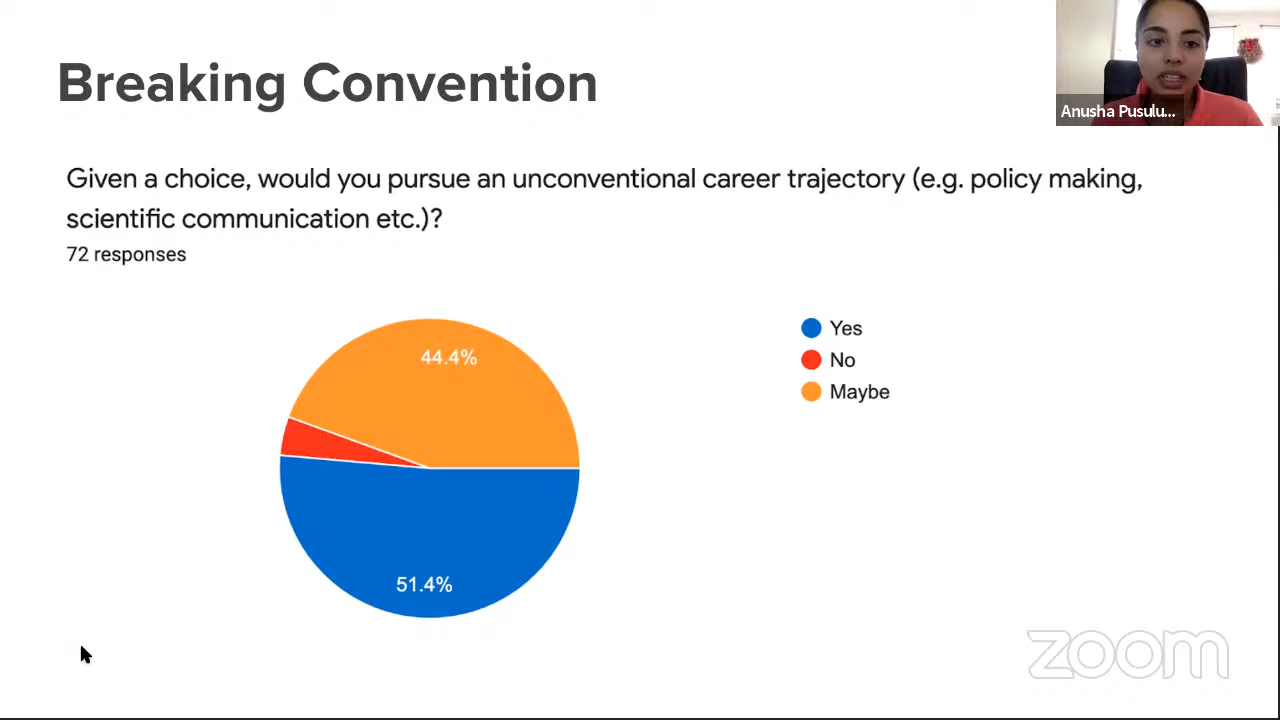 Breaking Convention
Anusha Pusulu...
Given a choice, would you pursue an unconventional career trajectory (e.g. policy making,
scientific communication etc.)?
72 responses
44.4%
51.4%
Yes
No
Maybe
zoom